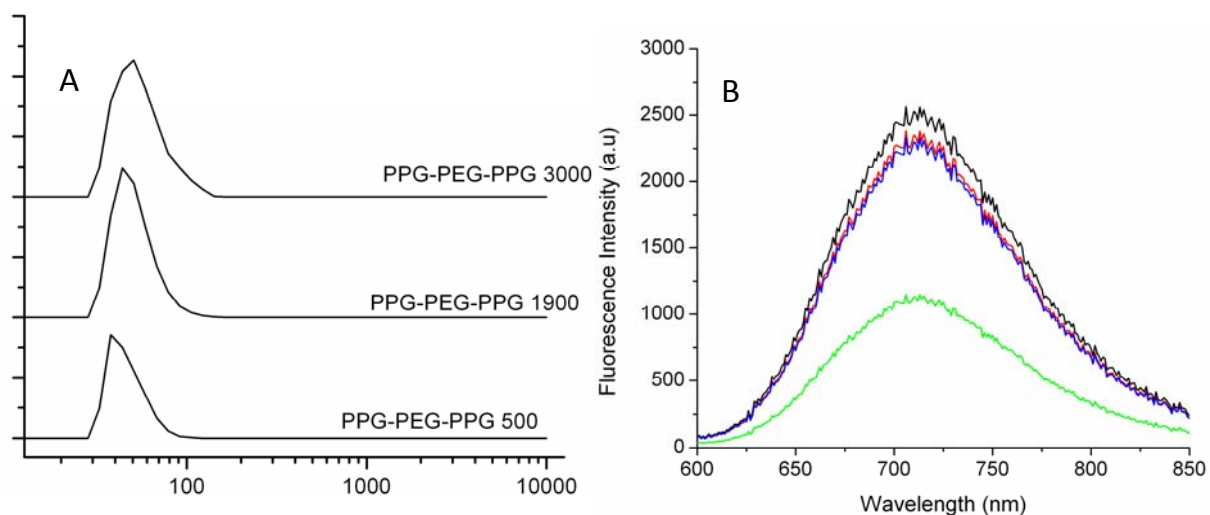 A
PPG-PEG-PPG 3000
PPG-PEG-PPG 1900
PPG-PEG-PPG 500
100
1000
10000
B
Fluorescence Intensity (a.u)
3000
2500
2000
1500
1000
500
0
600
650
700
750
800
850
Wavelength (nm)